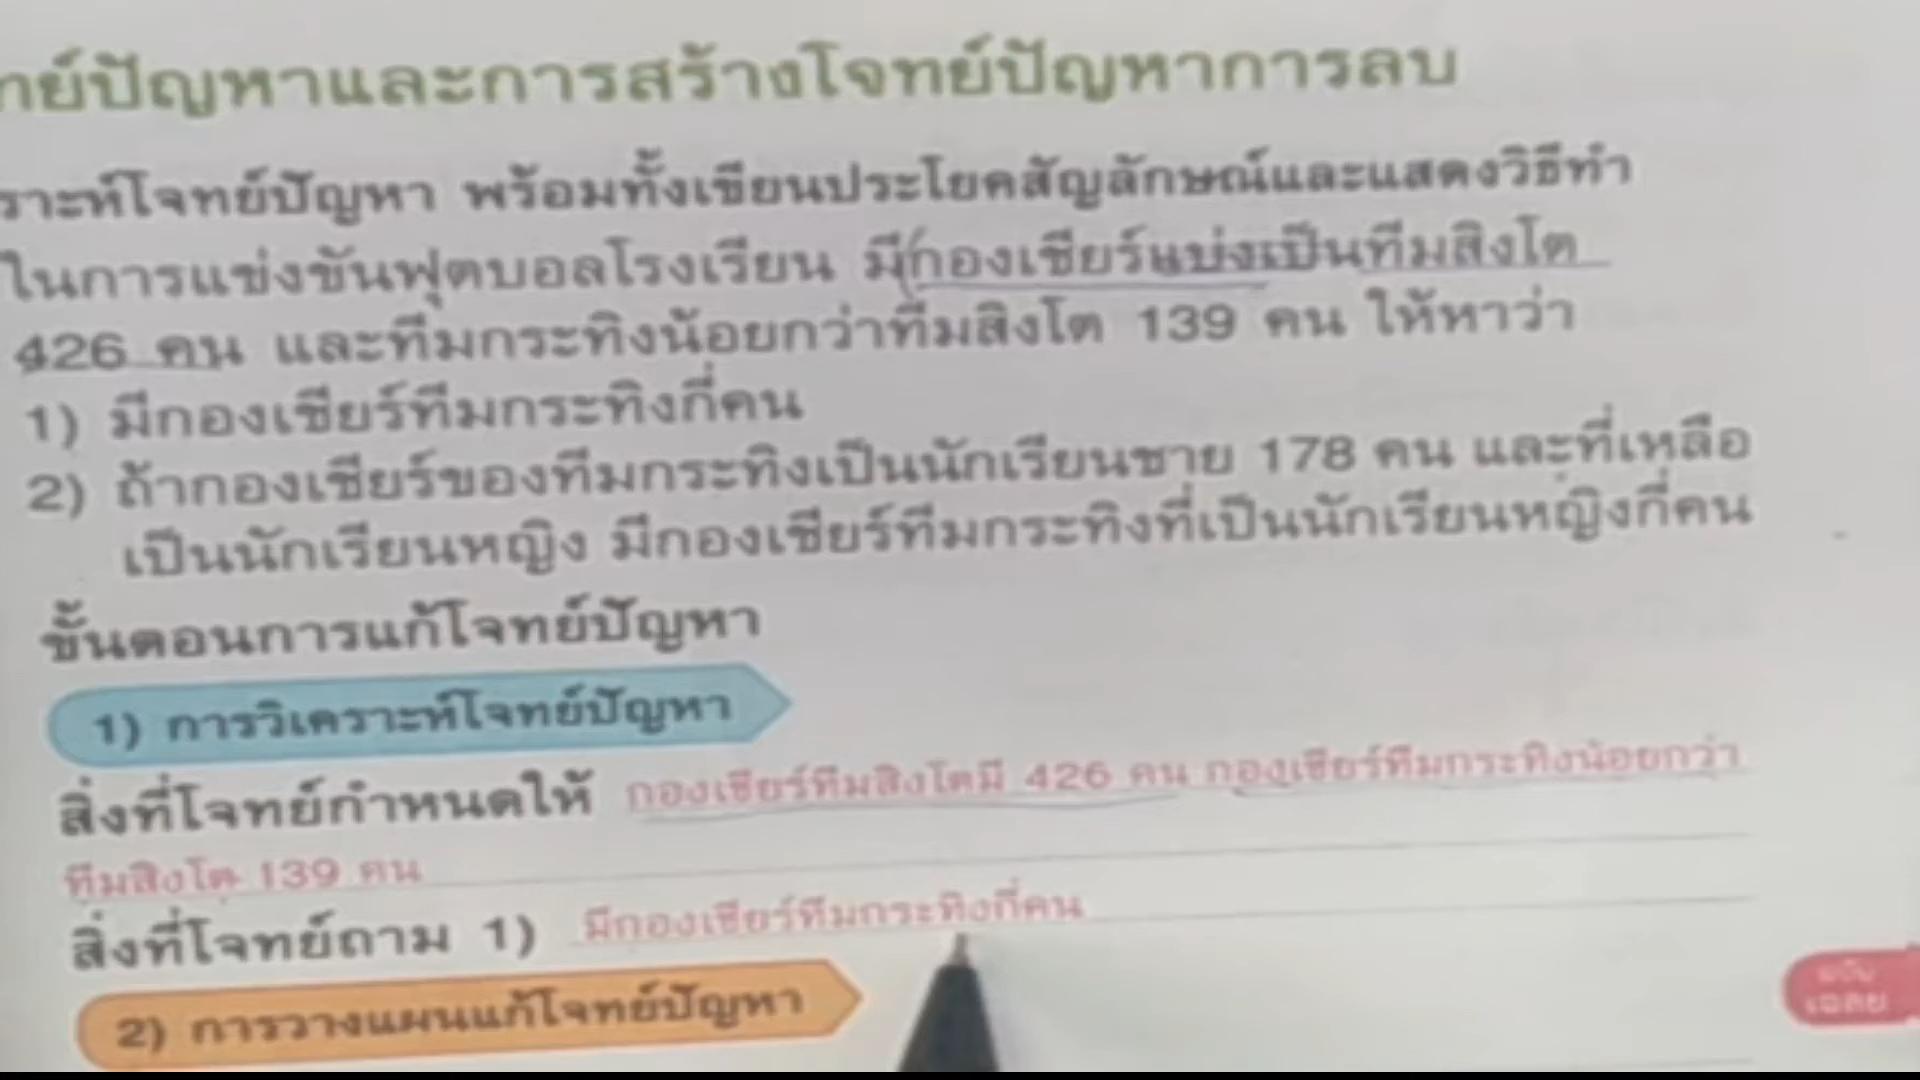 ทย์ปัญหาและการสร้างโจทย์ปัญหาการลบ
ราะห์โจทย์ปัญหา พร้อมทั้งเขียนประโยคสัญลักษณ์และแสดงวิธีทำ
ในการแข่งขันฟุตบอลโรงเรียน มีกองเชียร์แบ่งเป็นทีมสิงโต
426 คน และทีมกระทิงน้อยกว่าทีมสิงโต 139 คน ให้หาว่า
1) มีกองเชียร์ทีมกระทิงกี่คน
2) ถ้ากองเชียร์ของทีมกระทิงเป็นนักเรียนชาย 178 คน และที่เหลือ
เป็นนักเรียนหญิง มีกองเชียร์ทีมกระทิงที่เป็นนักเรียนหญิงกี่คน
ขั้นตอนการแก้โจทย์ปัญหา
1) การวิเคราะห์โจทย์ปัญหา
สิ่งที่โจทย์กำหนดให้ กองเชียร์ทีมสิงโตมี 426 คน กองเชียร์ทีมกระทิงน้อยกว่า
ทีมสิงโต 139 คน
สิ่งที่โจทย์ถาม 1) มีกองเชียร์ทีมกระทิงกี่คน
2) การวางแผนแก้โจทย์ปัญหา
ฉบับ
เฉลย